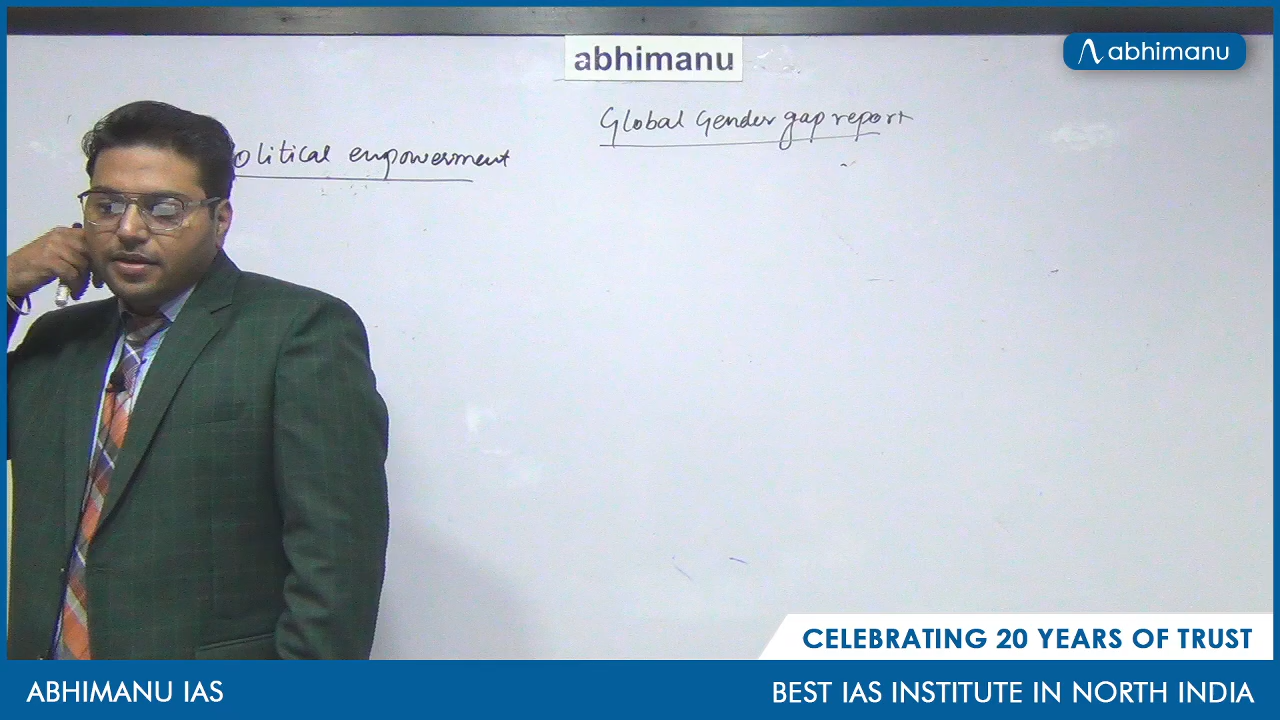 abhimanu
abhimanu
Global Gender gap report
olitical empowerment
CELEBRATING 20 YEARS OF TRUST
ABHIMANU IAS
BEST IAS INSTITUTE IN NORTH INDIA